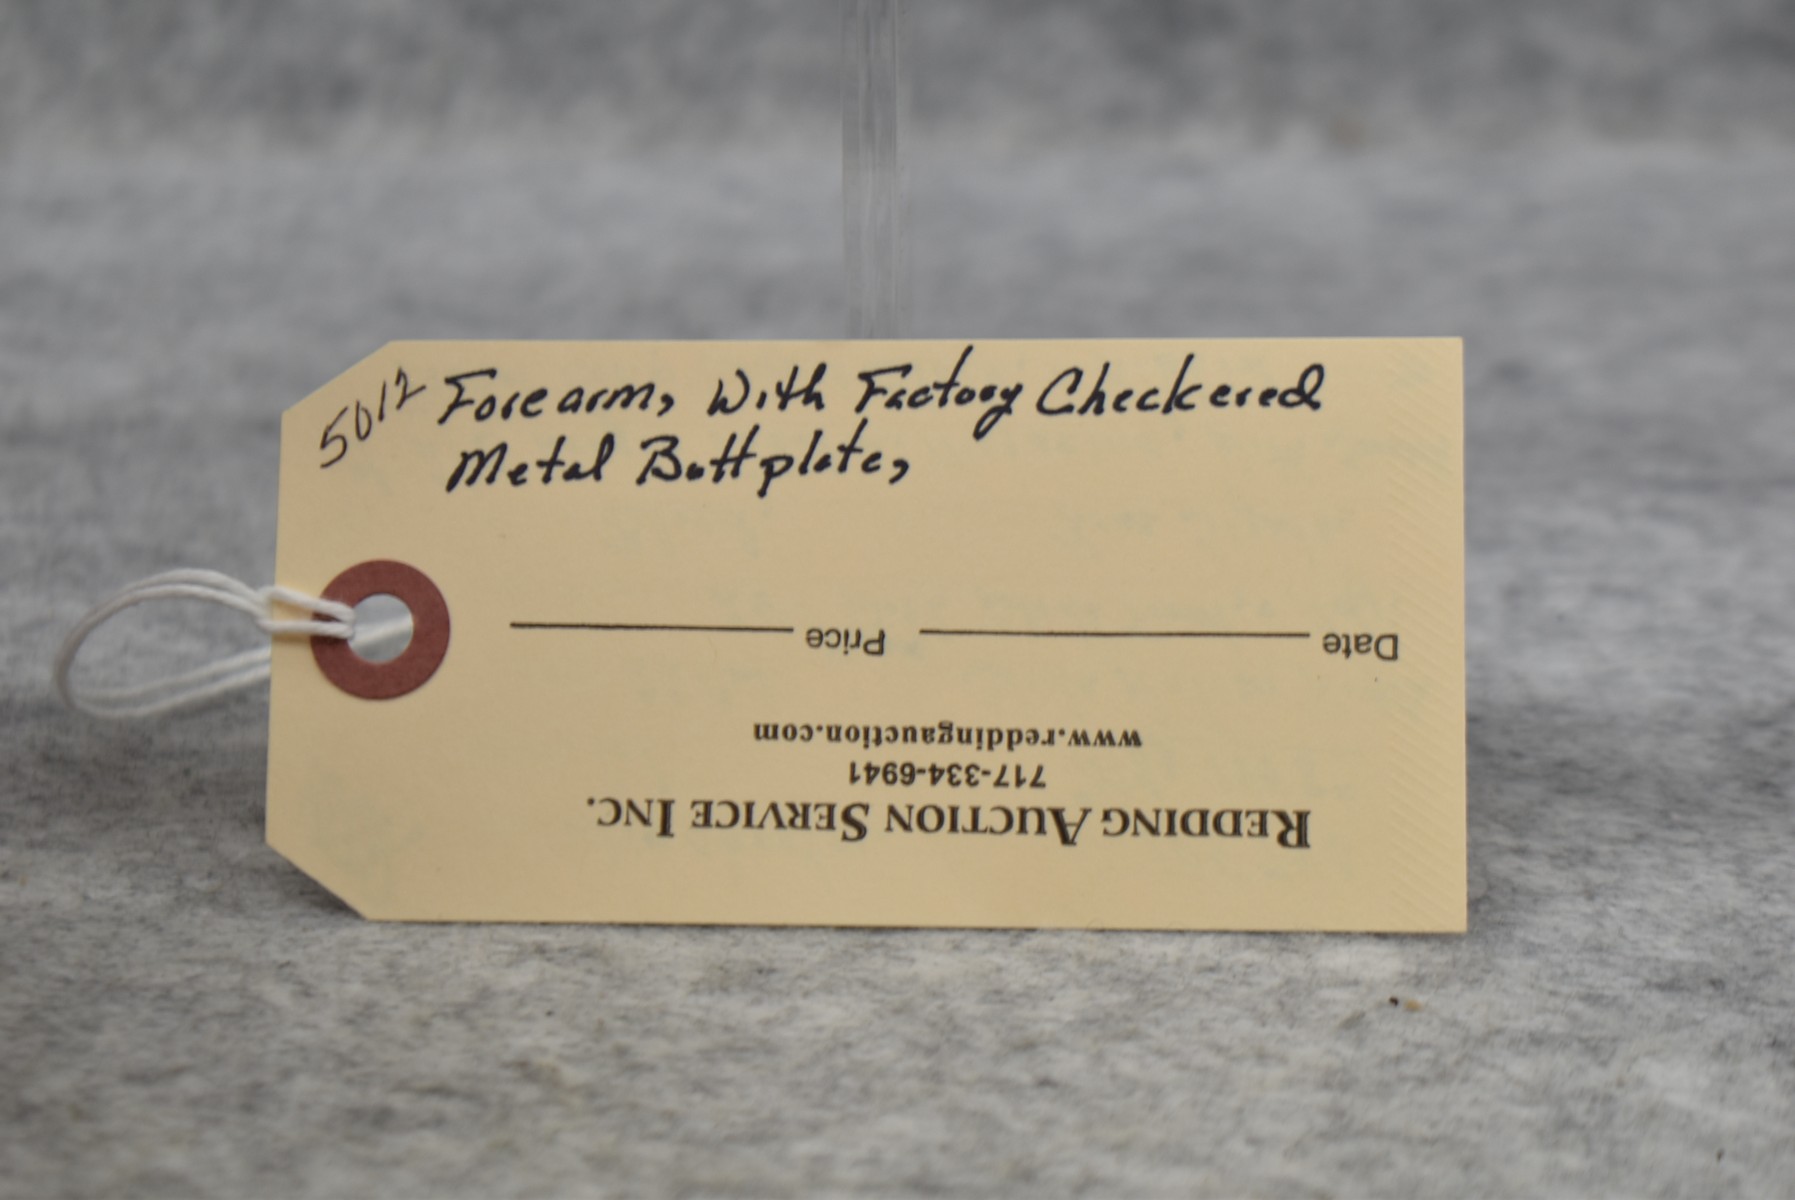 5012 Forearm, With Factory Checkered
Metal Buttplate,
Date Price
www.reddingauction.com
717-334-6941
REDDING AUCTION SERVICE INC.